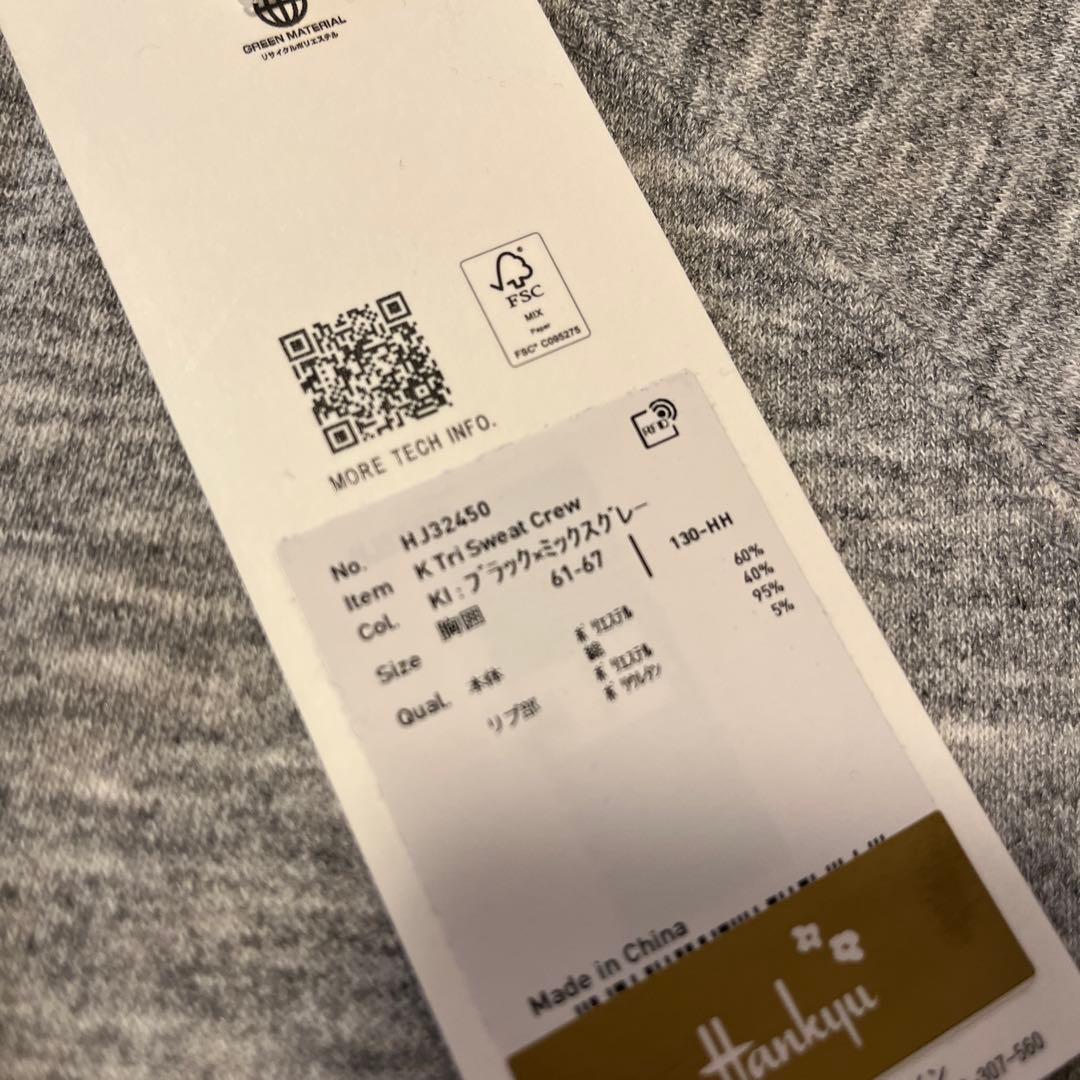 GREEN MATERIAL
リサイクルポリエステル
FSC
MIX
Paper
FSC® C095275
MORE TECH INFO.
RFID
No. HJ32450
Item K Tri Sweat Crew
Col. KI:ブラック×ミックスグレー
Size 胸囲 61-67 | 130-HH
Qual. 本体 ポリエステル 60%
綿 40%
リブ部 ポリエステル 95%
ポリウレタン 5%
Made in China
Hankyu
307-560